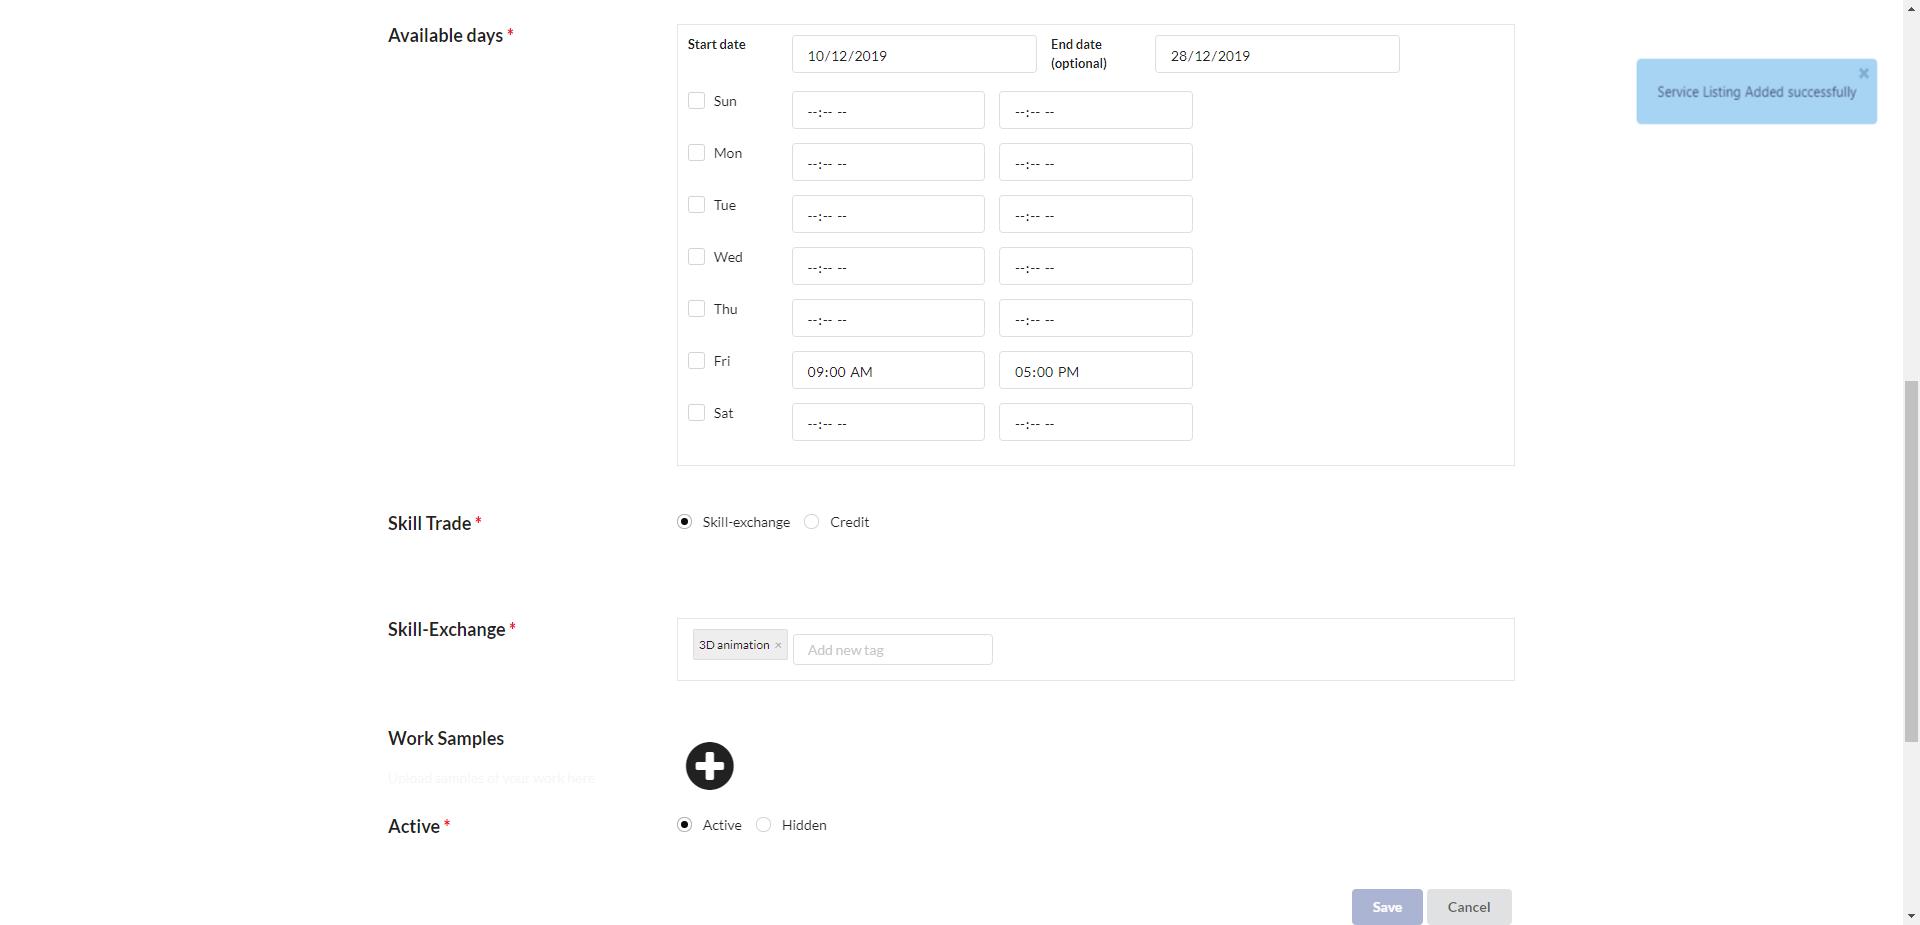 Available days *
Start date
10/12/2019
End date
(optional)
28/12/2019
Service Listing Added successfully
×
Sun --:-- -- --:-- --
Mon --:-- -- --:-- --
Tue --:-- -- --:-- --
Wed --:-- -- --:-- --
Thu --:-- -- --:-- --
Fri 09:00 AM 05:00 PM
Sat --:-- -- --:-- --
Skill Trade *
Skill-exchange Credit
Skill-Exchange *
3D animation × Add new tag
Work Samples
Upload samples of your work here
Active *
Active Hidden
Save Cancel